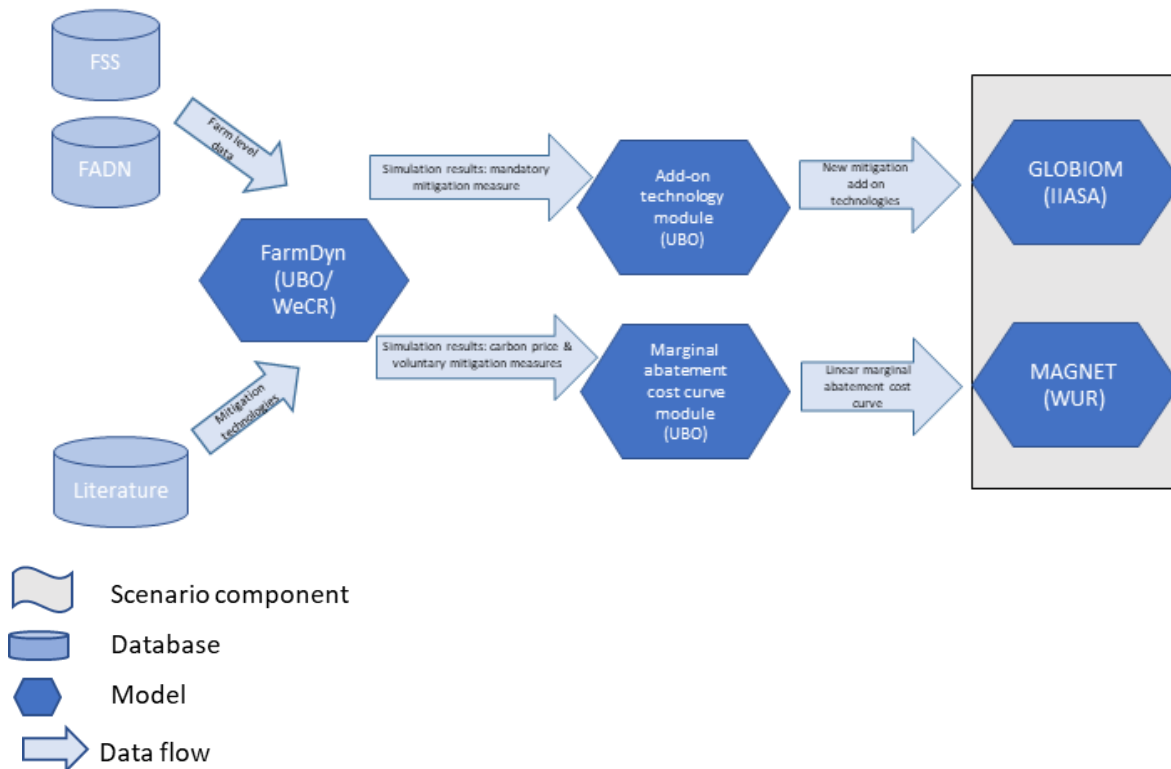 FSS
FADN
Farm level
data
Literature
Mitigation
technologies
FarmDyn
(UBO/
WeCR)
Simulation results: mandatory
mitigation measure
Add-on
technology
module
(UBO)
New mitigation
add on
technologies
GLOBIOM
(IIASA)
Simulation results: carbon price &
voluntary mitigation measures
Marginal
abatement
cost curve
module
(UBO)
Linear marginal
abatement cost
curve
MAGNET
(WUR)
Scenario component
Database
Model
Data flow